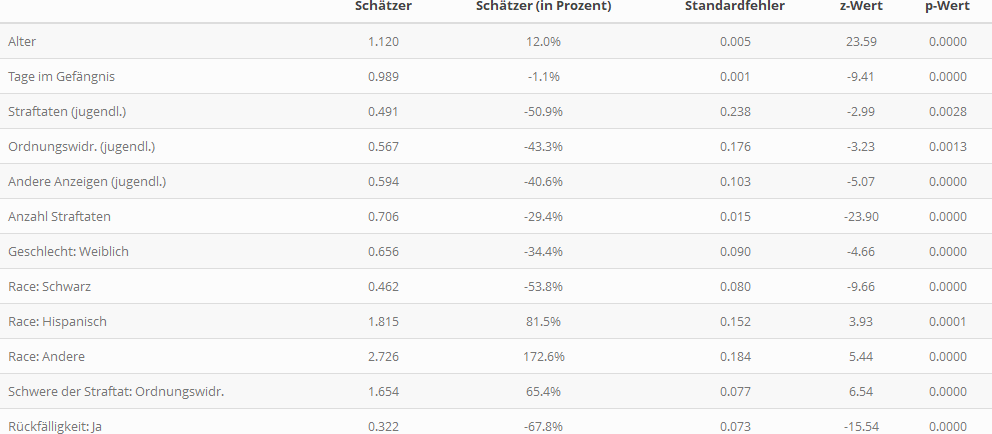 Schätzer Schätzer (in Prozent) Standardfehler z-Wert p-Wert
Alter 1.120 12.0% 0.005 23.59 0.0000
Tage im Gefängnis 0.989 -1.1% 0.001 -9.41 0.0000
Straftaten (jugendl.) 0.491 -50.9% 0.238 -2.99 0.0028
Ordnungswidr. (jugendl.) 0.567 -43.3% 0.176 -3.23 0.0013
Andere Anzeigen (jugendl.) 0.594 -40.6% 0.103 -5.07 0.0000
Anzahl Straftaten 0.706 -29.4% 0.015 -23.90 0.0000
Geschlecht: Weiblich 0.656 -34.4% 0.090 -4.66 0.0000
Race: Schwarz 0.462 -53.8% 0.080 -9.66 0.0000
Race: Hispanisch 1.815 81.5% 0.152 3.93 0.0001
Race: Andere 2.726 172.6% 0.184 5.44 0.0000
Schwere der Straftat: Ordnungswidr. 1.654 65.4% 0.077 6.54 0.0000
Rückfälligkeit: Ja 0.322 -67.8% 0.073 -15.54 0.0000